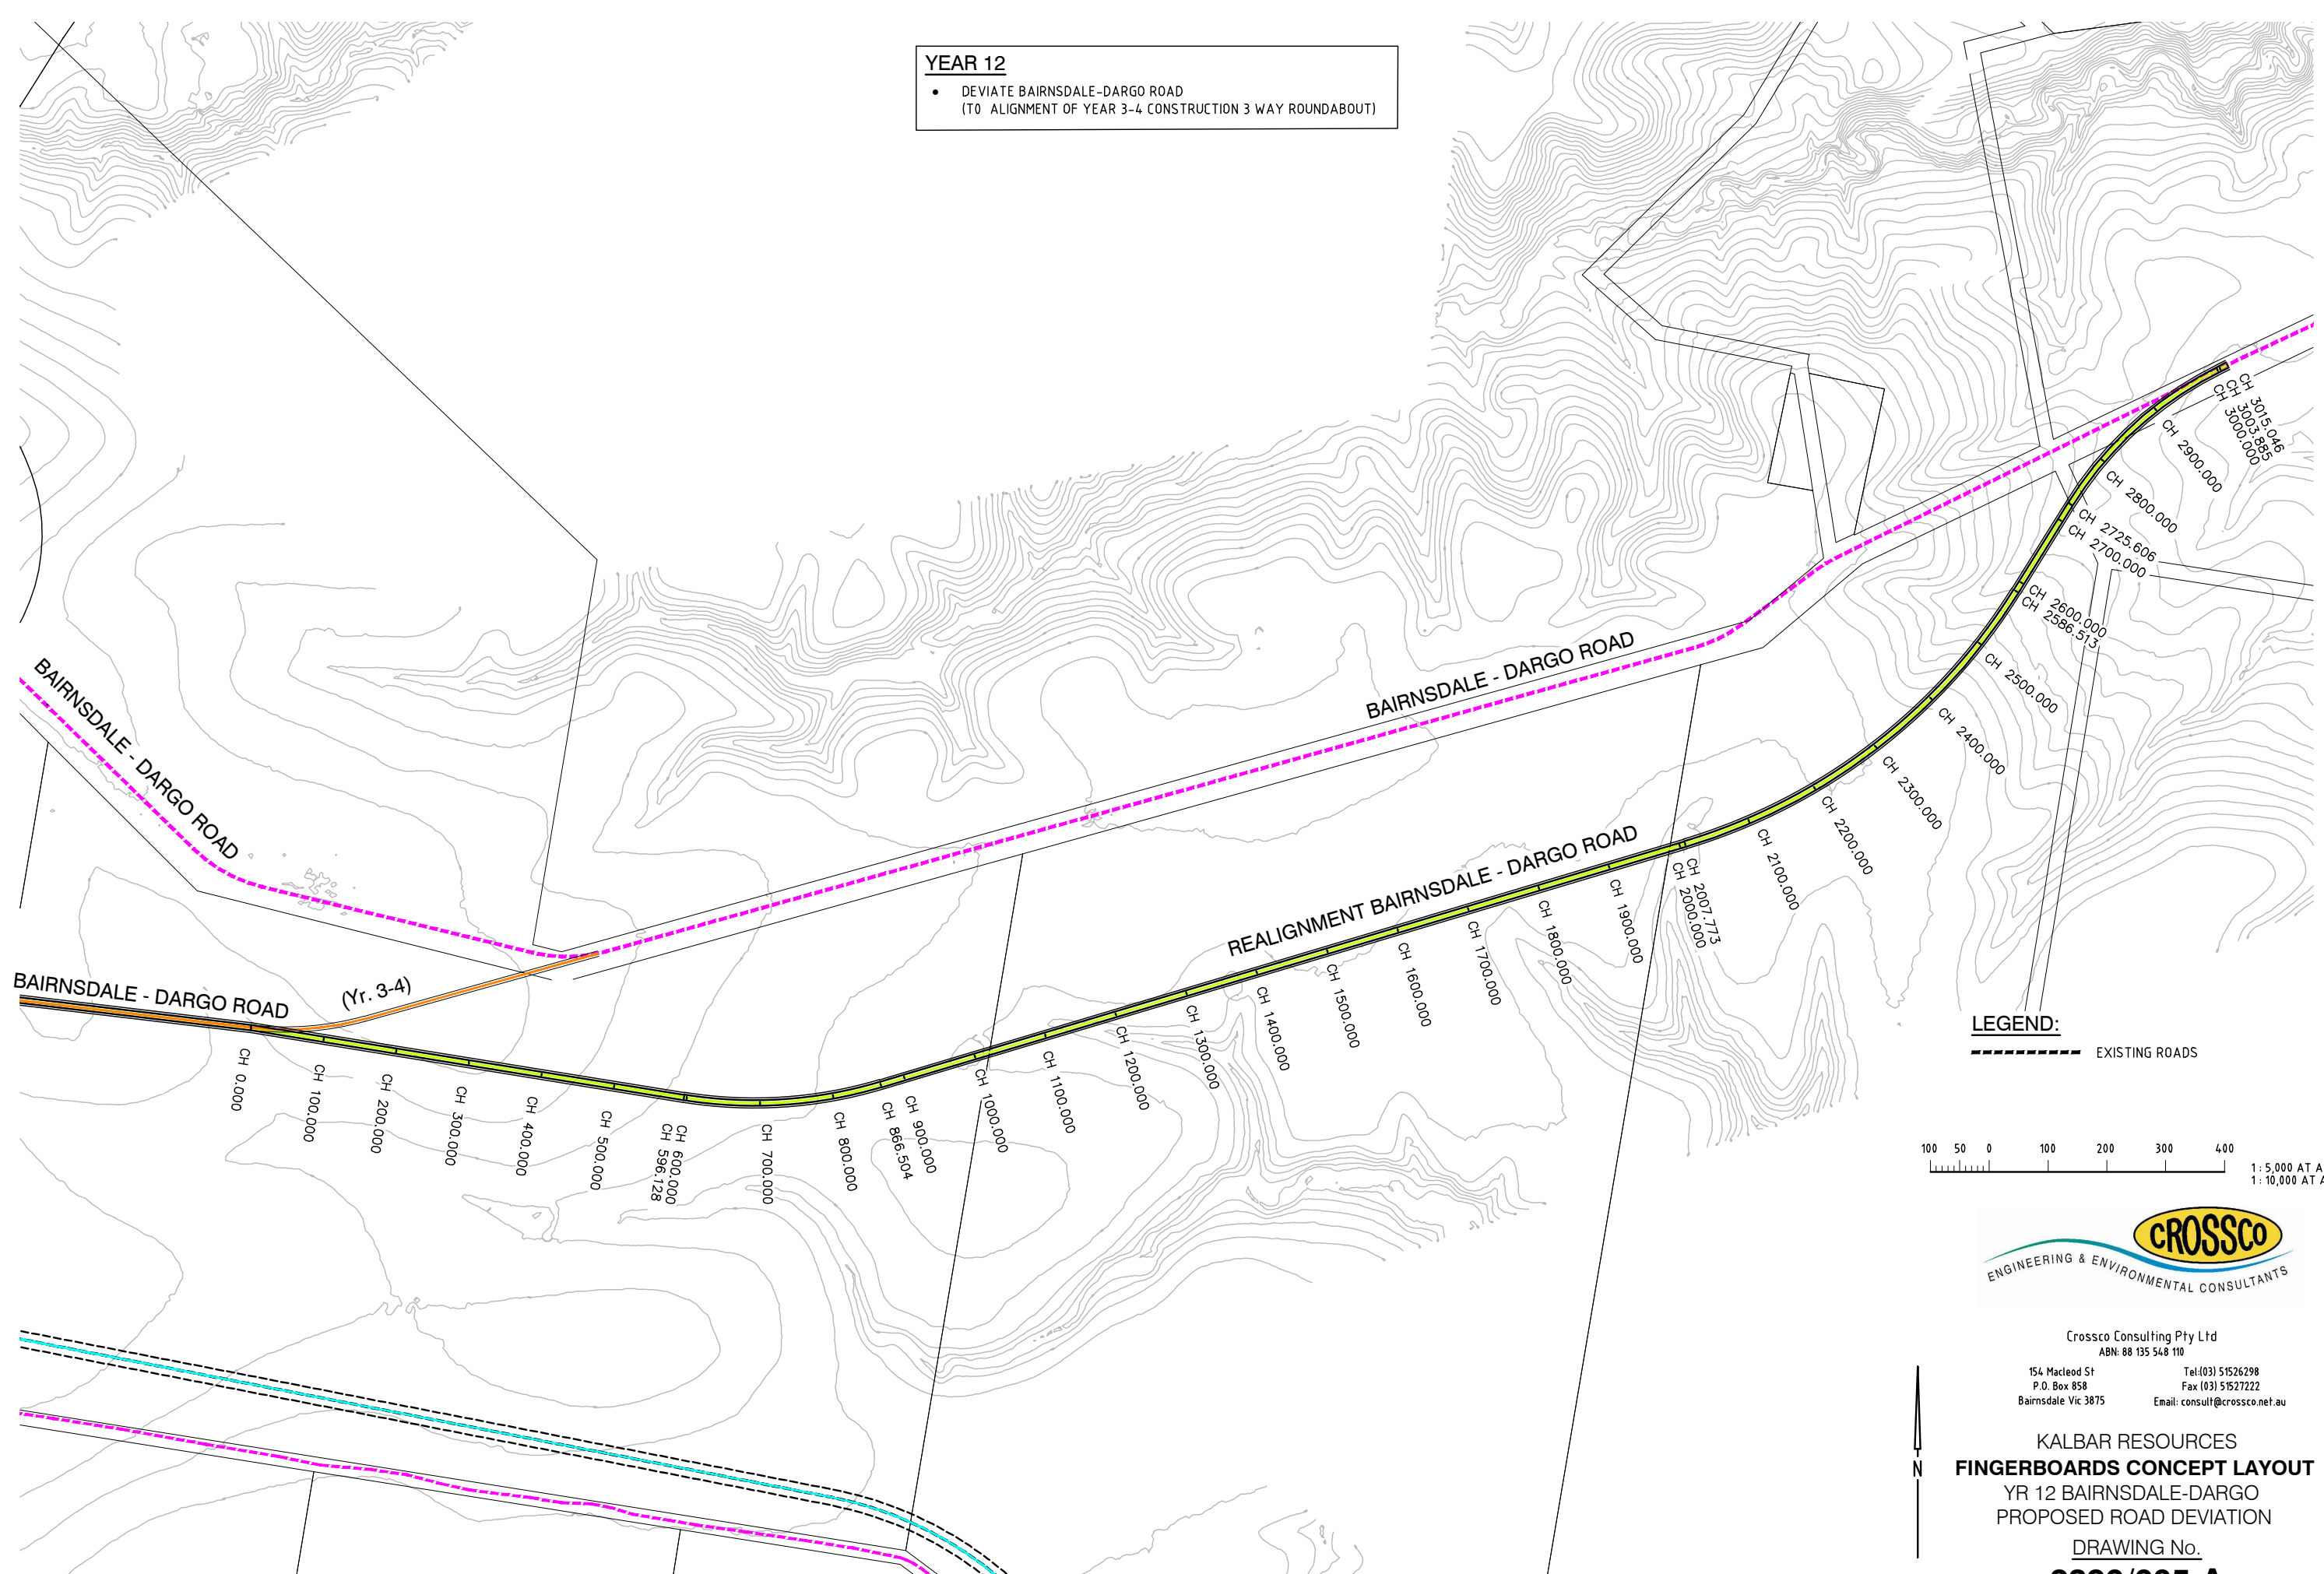 YEAR 12
• DEVIATE BAIRNSDALE-DARGO ROAD
(TO ALIGNMENT OF YEAR 3-4 CONSTRUCTION 3 WAY ROUNDABOUT)
BAIRNSDALE - DARGO ROAD
BAIRNSDALE - DARGO ROAD
(Yr. 3-4)
BAIRNSDALE - DARGO ROAD
REALIGNMENT BAIRNSDALE - DARGO ROAD
CH 0.000
CH 100.000
CH 200.000
CH 300.000
CH 400.000
CH 500.000
CH 596.128
CH 600.000
CH 700.000
CH 800.000
CH 866.504
CH 900.000
CH 1000.000
CH 1100.000
CH 1200.000
CH 1300.000
CH 1400.000
CH 1500.000
CH 1600.000
CH 1700.000
CH 1800.000
CH 1900.000
CH 2000.000
CH 2007.773
CH 2100.000
CH 2200.000
CH 2300.000
CH 2400.000
CH 2500.000
CH 2586.513
CH 2600.000
CH 2700.000
CH 2725.606
CH 2800.000
CH 2900.000
CH 3000.000
CH 3003.885
CH 3015.046
LEGEND:
EXISTING ROADS
100 50 0 100 200 300 400
1 : 5,000 AT A
1 : 10,000 AT A
CROSSCO
ENGINEERING & ENVIRONMENTAL CONSULTANTS
Crossco Consulting Pty Ltd
ABN: 88 135 548 110
154 Macleod St Tel:(03) 51526298
P.O. Box 858 Fax (03) 51527222
Bairnsdale Vic 3875 Email: consult@crossco.net.au
N
KALBAR RESOURCES
FINGERBOARDS CONCEPT LAYOUT
YR 12 BAIRNSDALE-DARGO
PROPOSED ROAD DEVIATION
DRAWING No.